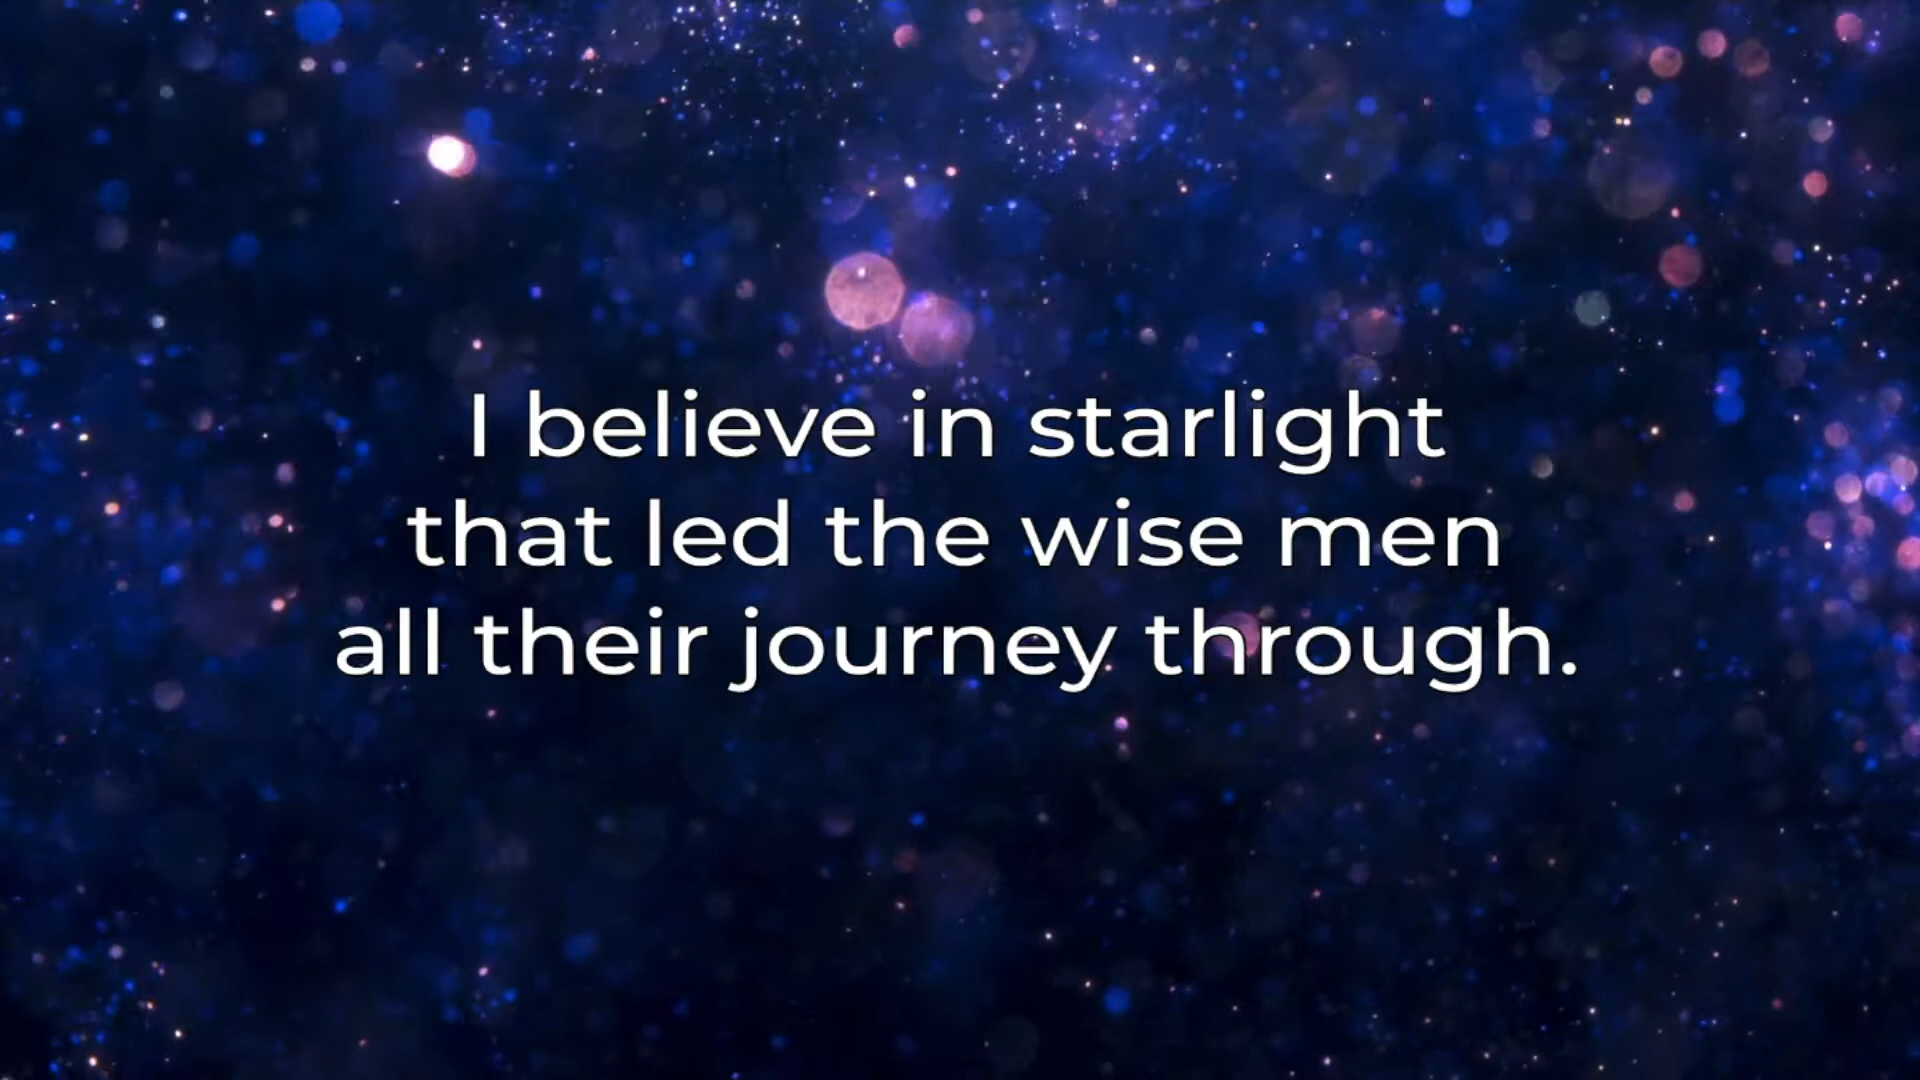 I believe in starlight
that led the wise men
all their journey through.